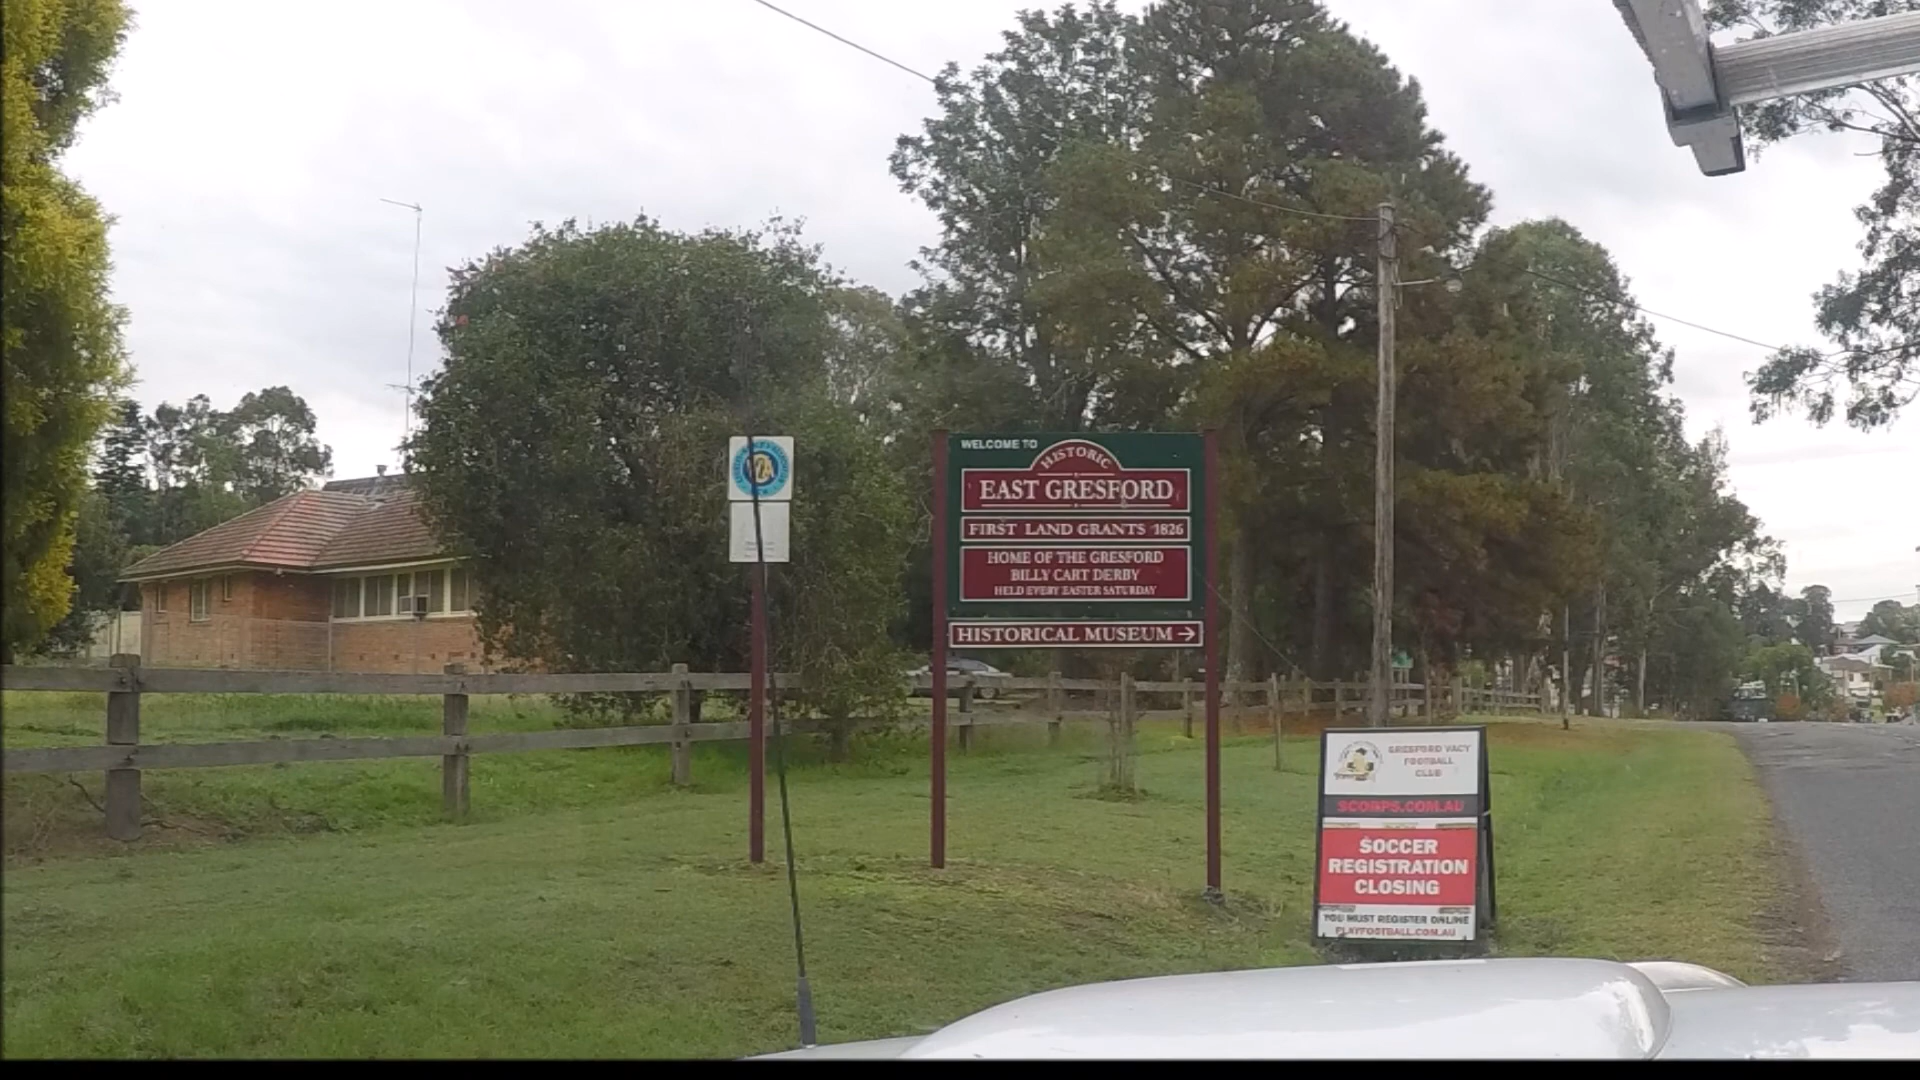 WELCOME TO
HISTORIC
EAST GRESFORD
FIRST LAND GRANTS 1826
HOME OF THE GRESFORD
BILLY CART DERBY
HELD EVERY EASTER SATURDAY
HISTORICAL MUSEUM →
GRESFORD VACY
FOOTBALL
CLUB
SCORPS.COM.AU
SOCCER
REGISTRATION
CLOSING
YOU MUST REGISTER ONLINE
PLAYFOOTBALL.COM.AU